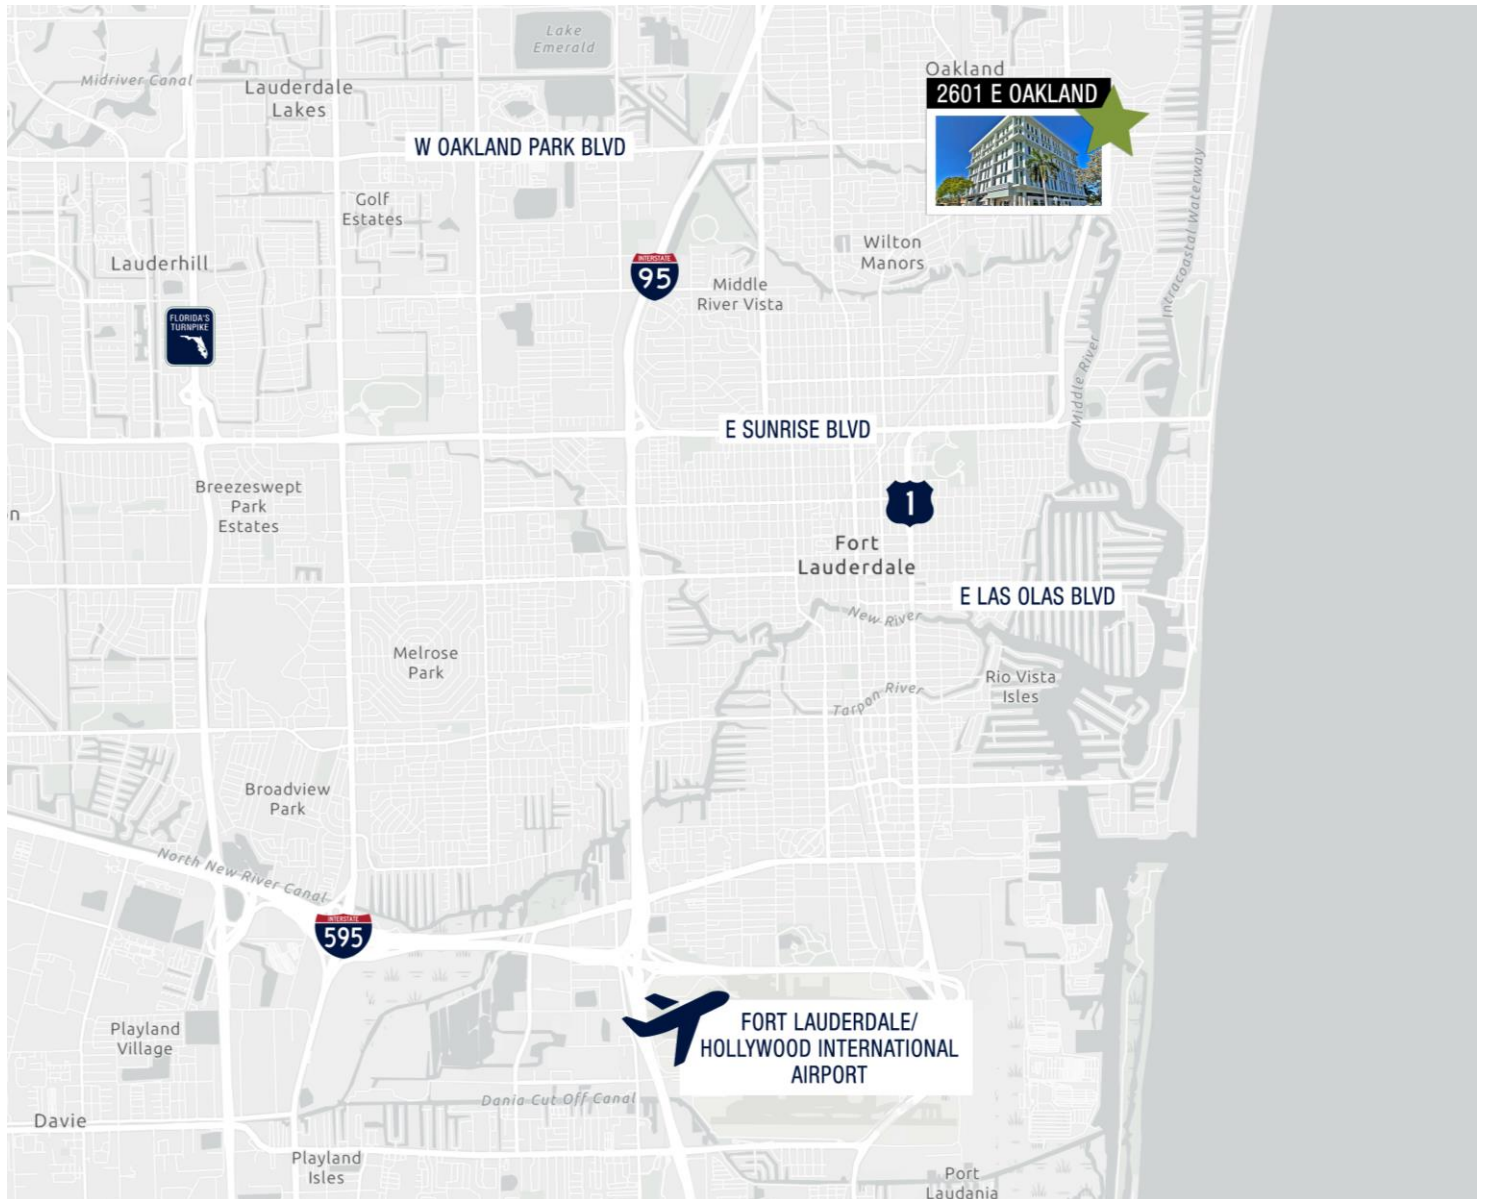 Lake
Emerald
Oakland
Midriver Canal
Lauderdale
Lakes
2601 E OAKLAND
W OAKLAND PARK BLVD
Golf
Estates
Intracoastal Waterway
Wilton
Manors
Lauderhill
INTERSTATE
95
Middle
River Vista
FLORIDA'S
TURNPIKE
Middle River
E SUNRISE BLVD
Breezeswept
Park
Estates
1
n
Fort
Lauderdale
E LAS OLAS BLVD
New River
Melrose
Park
Rio Vista
Isles
Tarpon River
Broadview
Park
North New River Canal
INTERSTATE
595
FORT LAUDERDALE/
HOLLYWOOD INTERNATIONAL
AIRPORT
Playland
Village
Dania Cut Off Canal
Davie
Playland
Isles
Port
Laudania